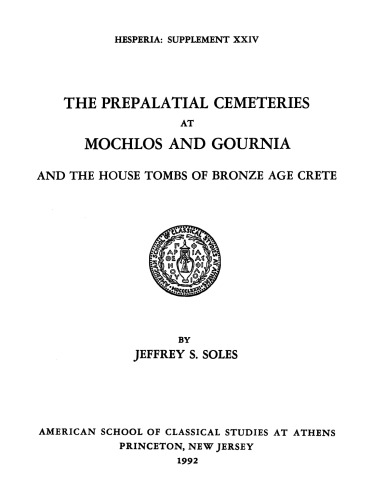 HESPERIA: SUPPLEMENT XXIV
THE PREPALATIAL CEMETERIES
AT
MOCHLOS AND GOURNIA
AND THE HOUSE TOMBS OF BRONZE AGE CRETE
BY
JEFFREY S. SOLES
AMERICAN SCHOOL OF CLASSICAL STUDIES AT ATHENS
PRINCETON, NEW JERSEY
1992